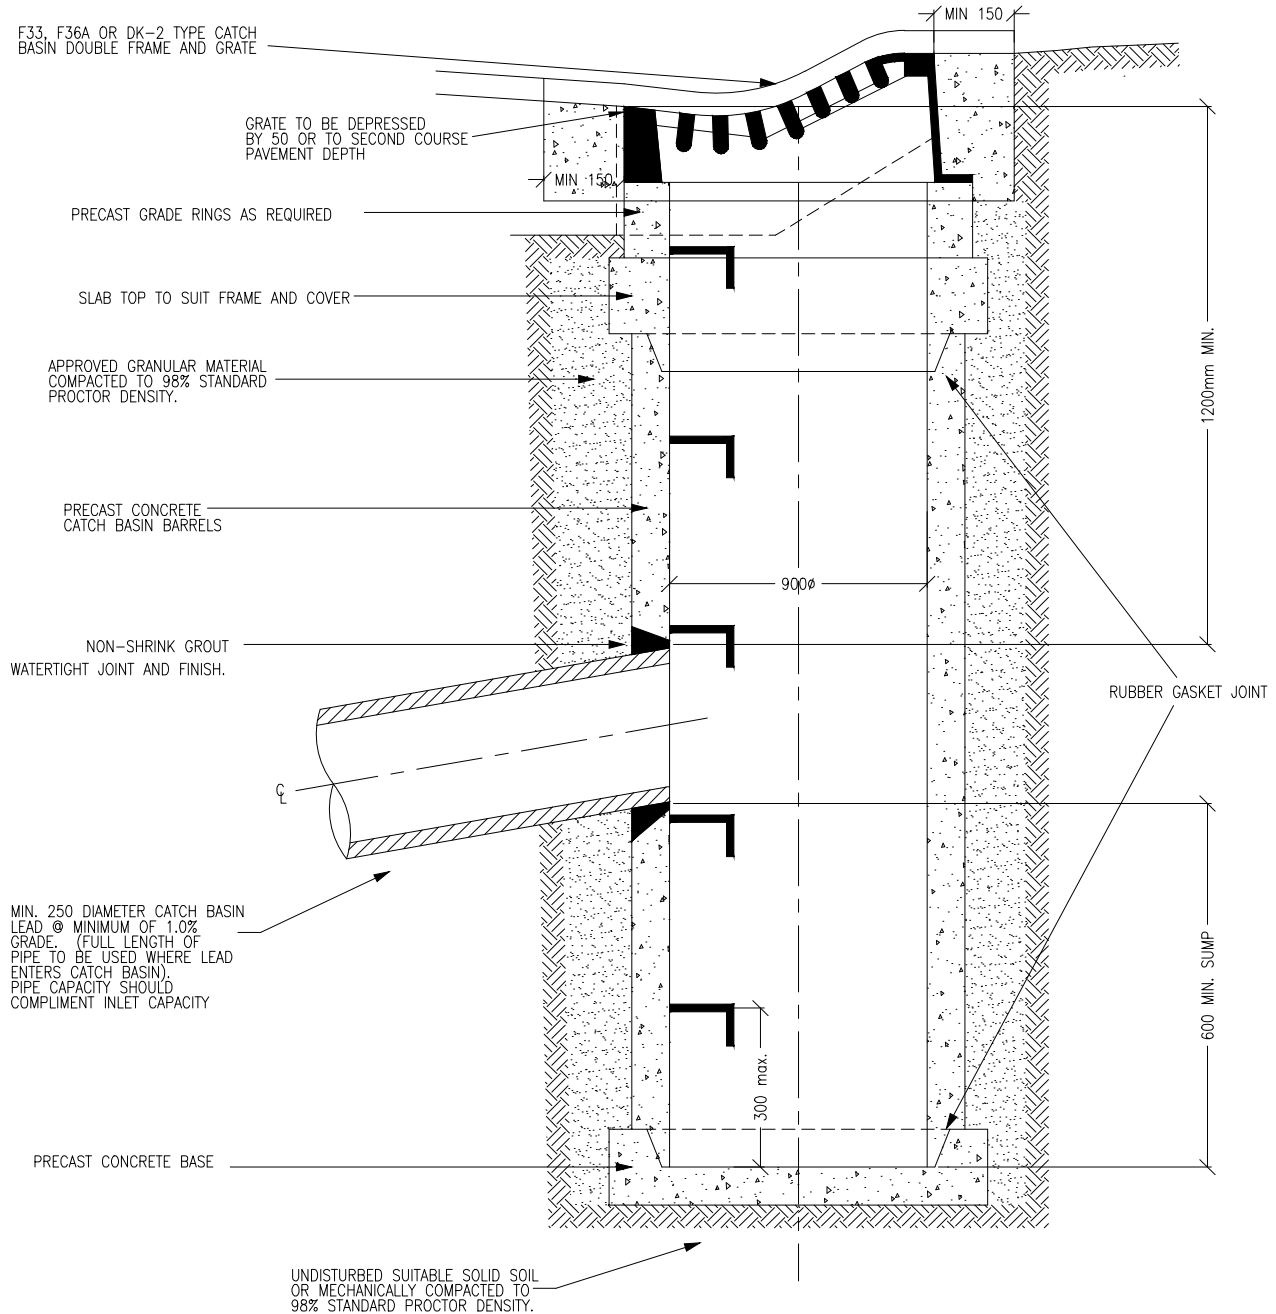 MIN 150
F33, F36A OR DK-2 TYPE CATCH
BASIN DOUBLE FRAME AND GRATE
GRATE TO BE DEPRESSED
BY 50 OR TO SECOND COURSE
PAVEMENT DEPTH
MIN 150
PRECAST GRADE RINGS AS REQUIRED
SLAB TOP TO SUIT FRAME AND COVER
1200mm MIN.
APPROVED GRANULAR MATERIAL
COMPACTED TO 98% STANDARD
PROCTOR DENSITY.
PRECAST CONCRETE
CATCH BASIN BARRELS
900ø
NON-SHRINK GROUT
WATERTIGHT JOINT AND FINISH.
RUBBER GASKET JOINT
CL
MIN. 250 DIAMETER CATCH BASIN
LEAD @ MINIMUM OF 1.0%
GRADE. (FULL LENGTH OF
PIPE TO BE USED WHERE LEAD
ENTERS CATCH BASIN).
PIPE CAPACITY SHOULD
COMPLIMENT INLET CAPACITY
600 MIN. SUMP
300 max.
PRECAST CONCRETE BASE
UNDISTURBED SUITABLE SOLID SOIL
OR MECHANICALLY COMPACTED TO
98% STANDARD PROCTOR DENSITY.